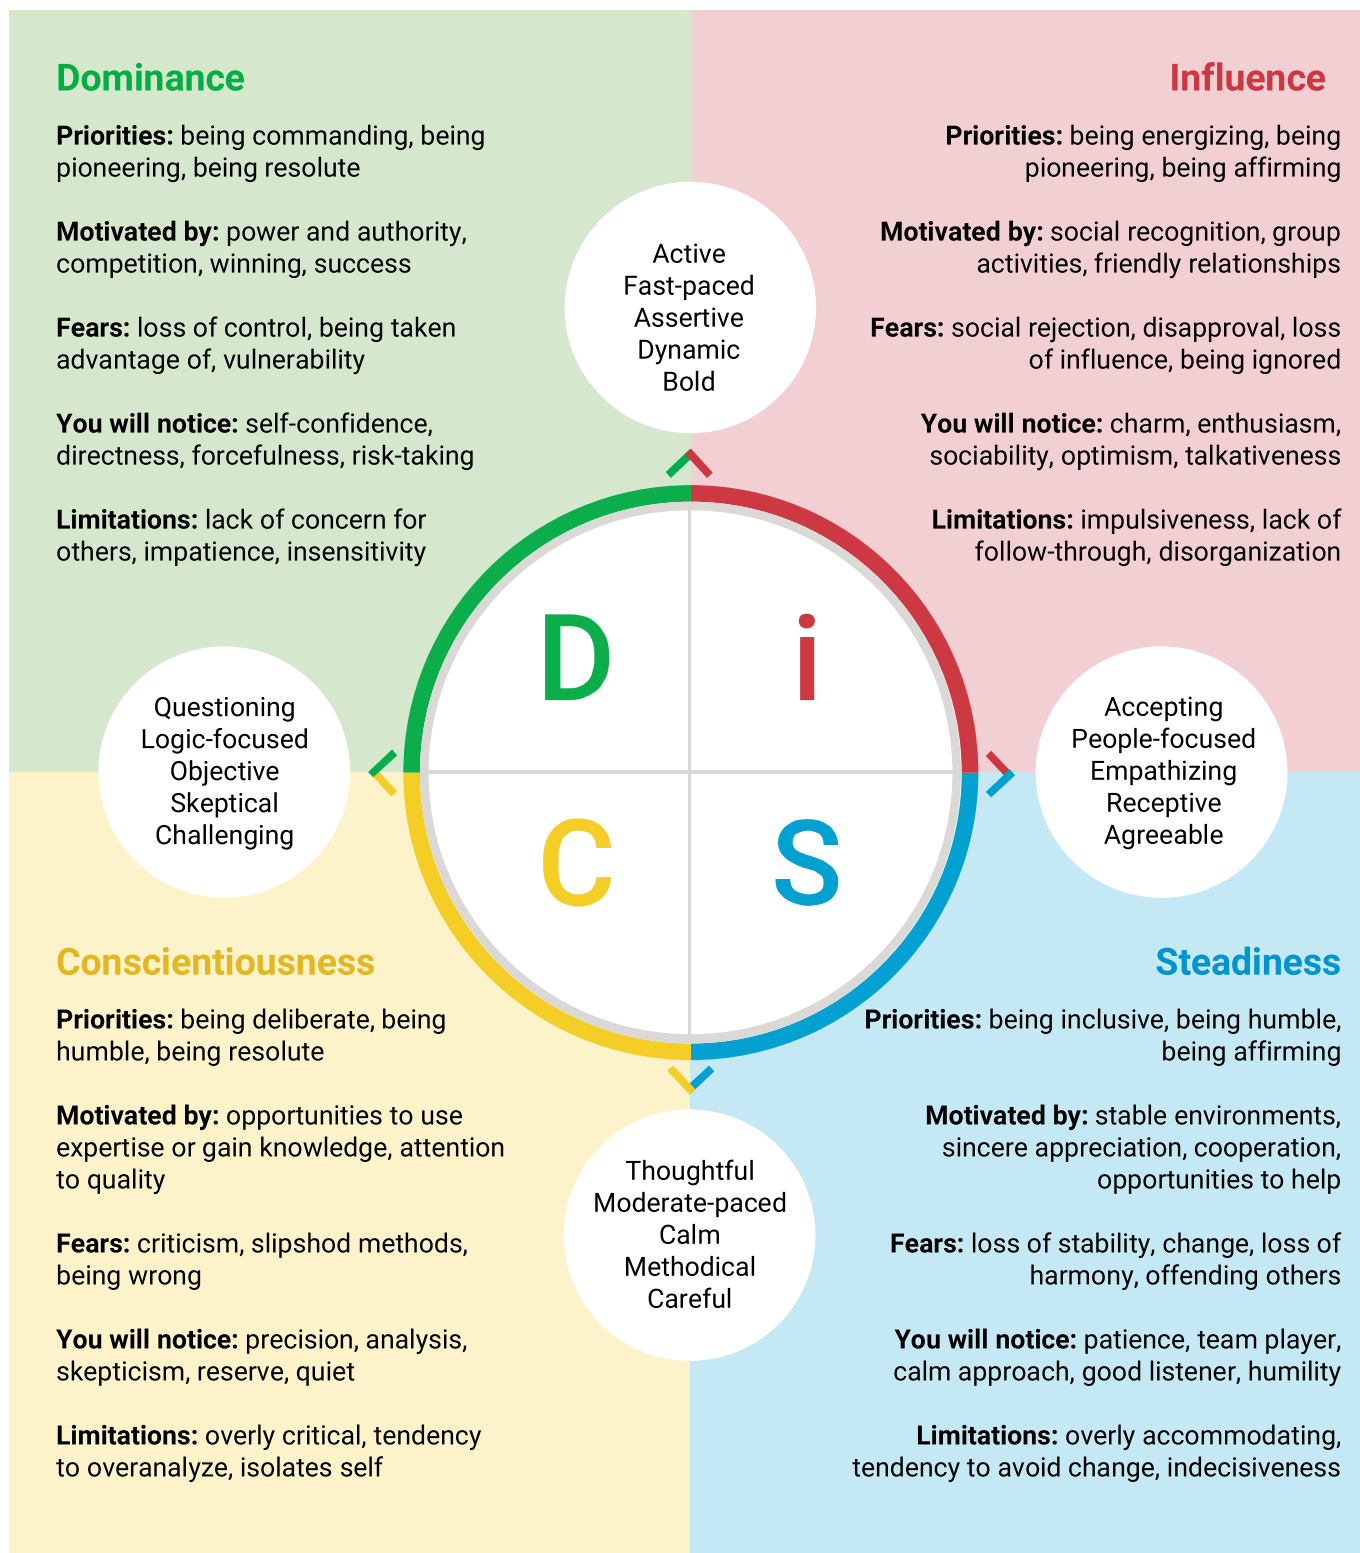 Dominance
Priorities: being commanding, being
pioneering, being resolute
Motivated by: power and authority,
competition, winning, success
Fears: loss of control, being taken
advantage of, vulnerability
You will notice: self-confidence,
directness, forcefulness, risk-taking
Limitations: lack of concern for
others, impatience, insensitivity
Active
Fast-paced
Assertive
Dynamic
Bold
Influence
Priorities: being energizing, being
pioneering, being affirming
Motivated by: social recognition, group
activities, friendly relationships
Fears: social rejection, disapproval, loss
of influence, being ignored
You will notice: charm, enthusiasm,
sociability, optimism, talkativeness
Limitations: impulsiveness, lack of
follow-through, disorganization
Questioning
Logic-focused
Objective
Skeptical
Challenging
D i
C S
Accepting
People-focused
Empathizing
Receptive
Agreeable
Conscientiousness
Priorities: being deliberate, being
humble, being resolute
Motivated by: opportunities to use
expertise or gain knowledge, attention
to quality
Fears: criticism, slipshod methods,
being wrong
You will notice: precision, analysis,
skepticism, reserve, quiet
Limitations: overly critical, tendency
to overanalyze, isolates self
Thoughtful
Moderate-paced
Calm
Methodical
Careful
Steadiness
Priorities: being inclusive, being humble,
being affirming
Motivated by: stable environments,
sincere appreciation, cooperation,
opportunities to help
Fears: loss of stability, change, loss of
harmony, offending others
You will notice: patience, team player,
calm approach, good listener, humility
Limitations: overly accommodating,
tendency to avoid change, indecisiveness